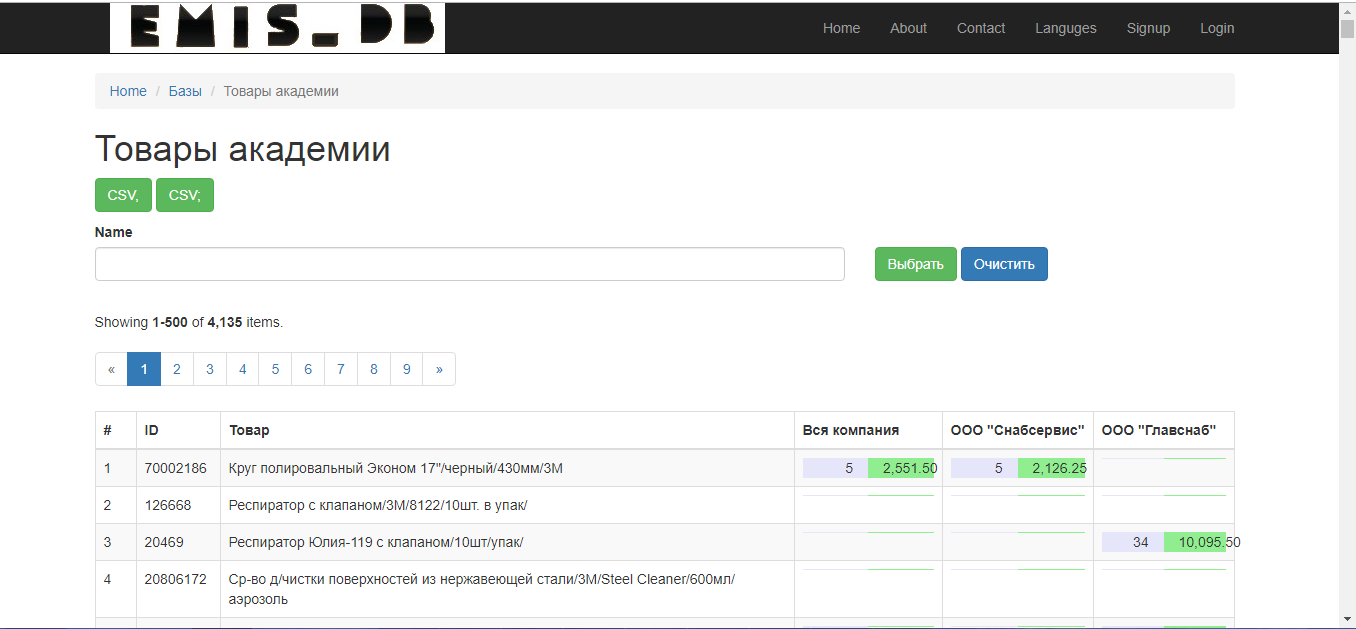 EMIS_DB
Home About Contact Languges Signup Login
Home / Базы / Товары академии
Товары академии
CSV, CSV;
Name
Выбрать Очистить
Showing 1-500 of 4,135 items.
« 1 2 3 4 5 6 7 8 9 »
# ID Товар Вся компания ООО "Снабсервис" ООО "Главснаб"
1 70002186 Круг полировальный Эконом 17"/черный/430мм/3М 5 2,551.50 5 2,126.25
2 126668 Респиратор с клапаном/3М/8122/10шт. в упак/
3 20469 Респиратор Юлия-119 с клапаном/10шт/упак/ 34 10,095.50
4 20806172 Ср-во д/чистки поверхностей из нержавеющей стали/3М/Steel Cleaner/600мл/
аэрозоль